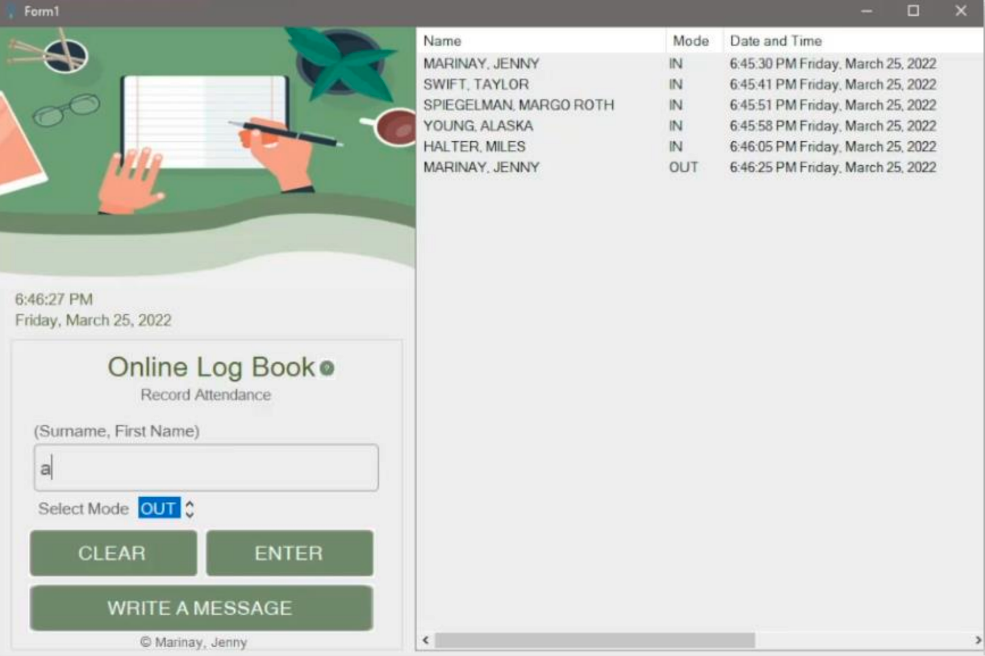 Form1
Name Mode Date and Time
MARINAY, JENNY IN 6:45:30 PM Friday, March 25, 2022
SWIFT, TAYLOR IN 6:45:41 PM Friday, March 25, 2022
SPIEGELMAN, MARGO ROTH IN 6:45:51 PM Friday, March 25, 2022
YOUNG, ALASKA IN 6:45:58 PM Friday, March 25, 2022
HALTER, MILES IN 6:46:05 PM Friday, March 25, 2022
MARINAY, JENNY OUT 6:46:25 PM Friday, March 25, 2022
6:46:27 PM
Friday, March 25, 2022
Online Log Book
Record Attendance
(Surname, First Name)
a
Select Mode OUT
CLEAR ENTER
WRITE A MESSAGE
© Marinay, Jenny